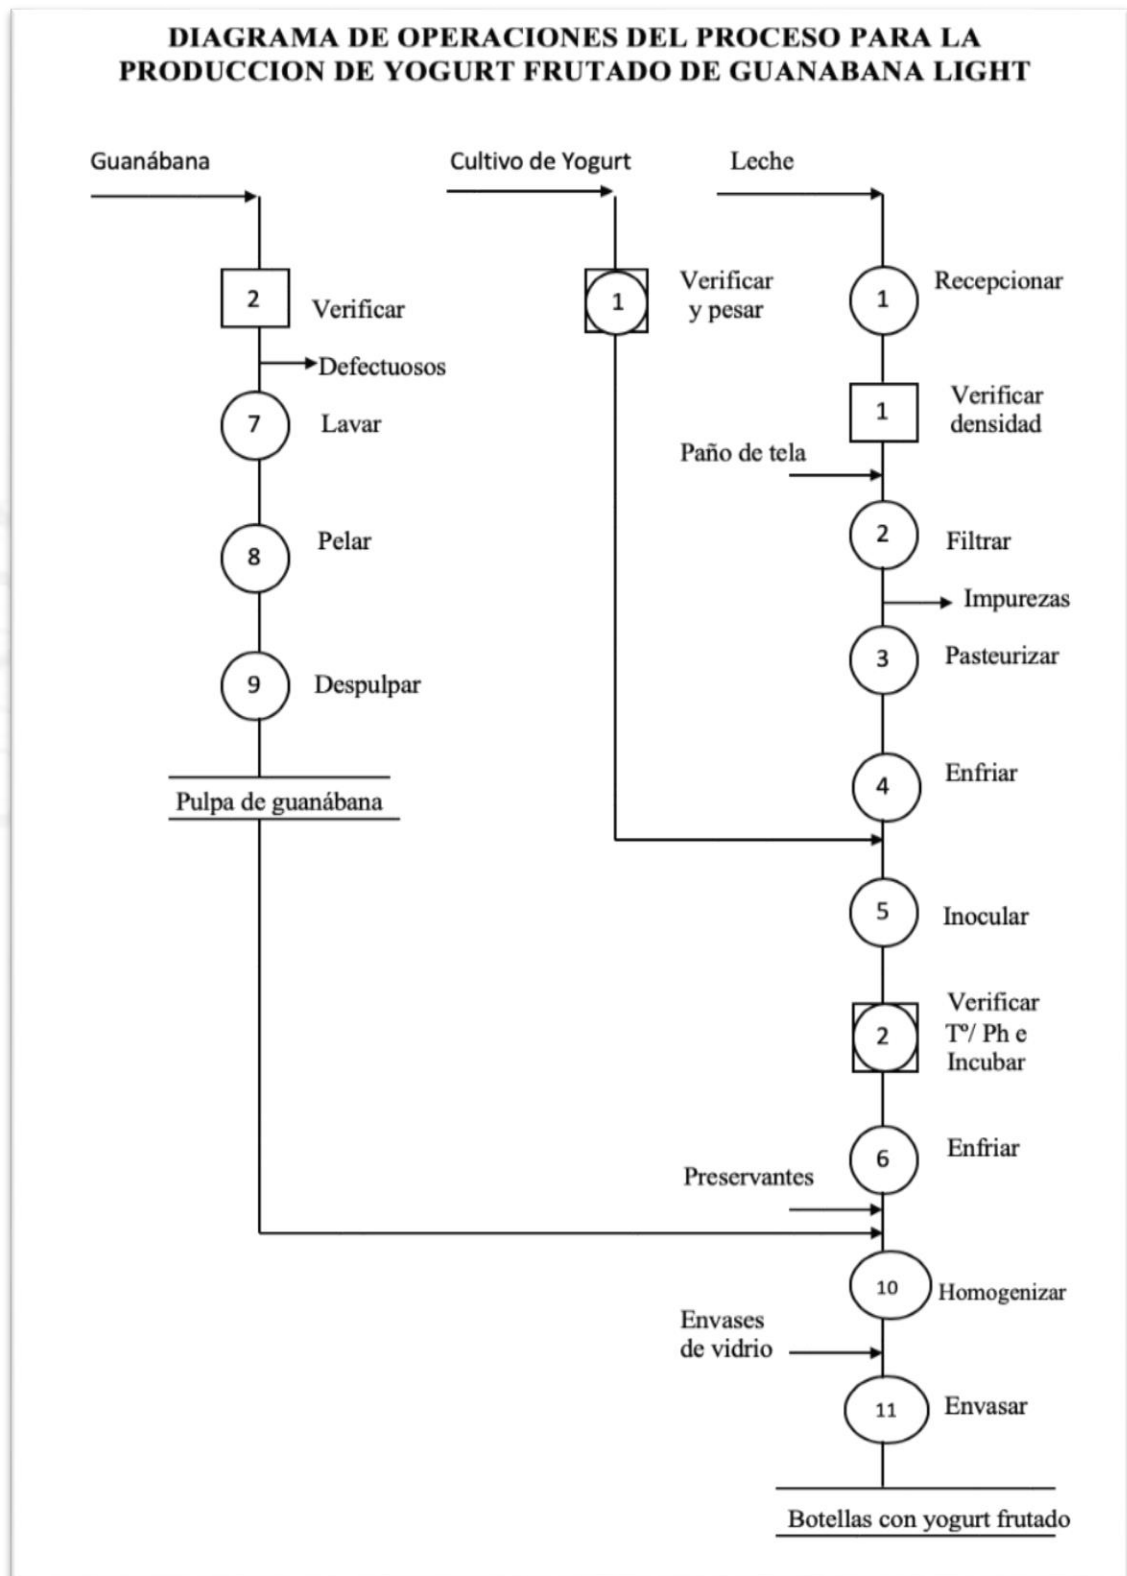 DIAGRAMA DE OPERACIONES DEL PROCESO PARA LA
PRODUCCION DE YOGURT FRUTADO DE GUANABANA LIGHT
Guanábana
Cultivo de Yogurt
Leche
2
Verificar
1
Verificar
y pesar
1
Recepcionar
Defectuosos
1
Verificar
densidad
7
Lavar
Paño de tela
2
Filtrar
8
Pelar
Impurezas
3
Pasteurizar
9
Despulpar
4
Enfriar
Pulpa de guanábana
5
Inocular
2
Verificar
Tº/ Ph e
Incubar
6
Enfriar
Preservantes
10
Homogenizar
Envases
de vidrio
11
Envasar
Botellas con yogurt frutado